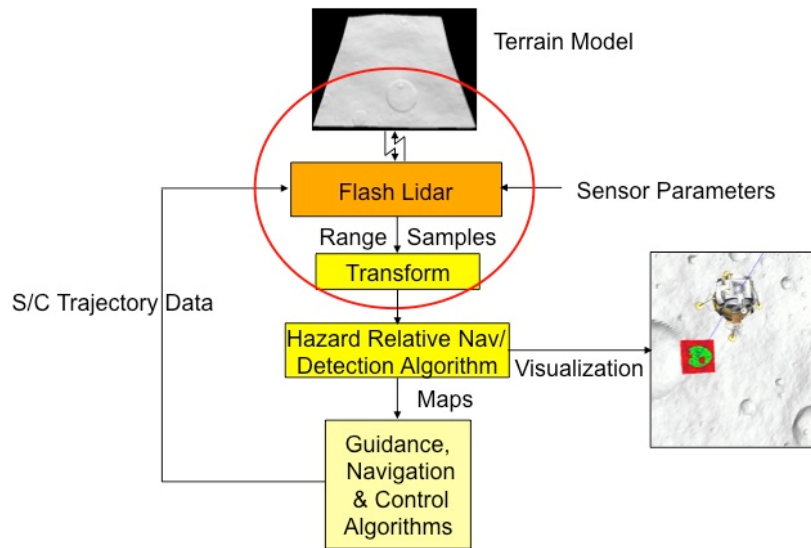 Terrain Model
Flash Lidar
Sensor Parameters
Range Samples
Transform
S/C Trajectory Data
Hazard Relative Nav/
Detection Algorithm
Visualization
Maps
Guidance,
Navigation
& Control
Algorithms